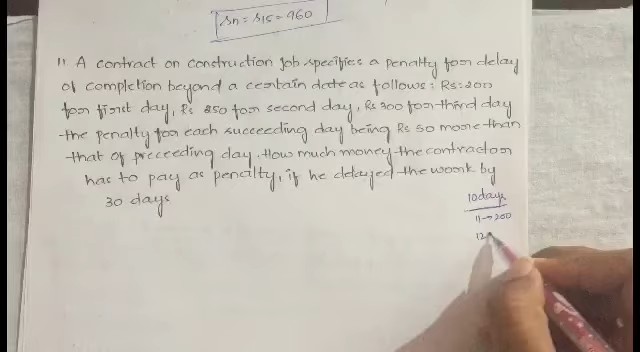 Sn = S15 = 960
11 A contract on construction job specifies a penalty for delay
of completion beyond a certain date as follows: Rs: 200
for first day, Rs 250 for second day, Rs 300 for third day
the penalty for each succeeding day being Rs 50 more than
that of preceeding day. How much money the contractor
has to pay as penalty, if he delayed the work by
30 days
10 days
11 → 200
12